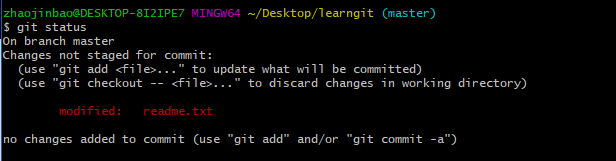 zhaojinbao@DESKTOP-8I2IPE7 MINGW64 ~/Desktop/learngit (master)
$ git status
On branch master
Changes not staged for commit:
  (use "git add <file>..." to update what will be committed)
  (use "git checkout -- <file>..." to discard changes in working directory)
        modified:   readme.txt
no changes added to commit (use "git add" and/or "git commit -a")